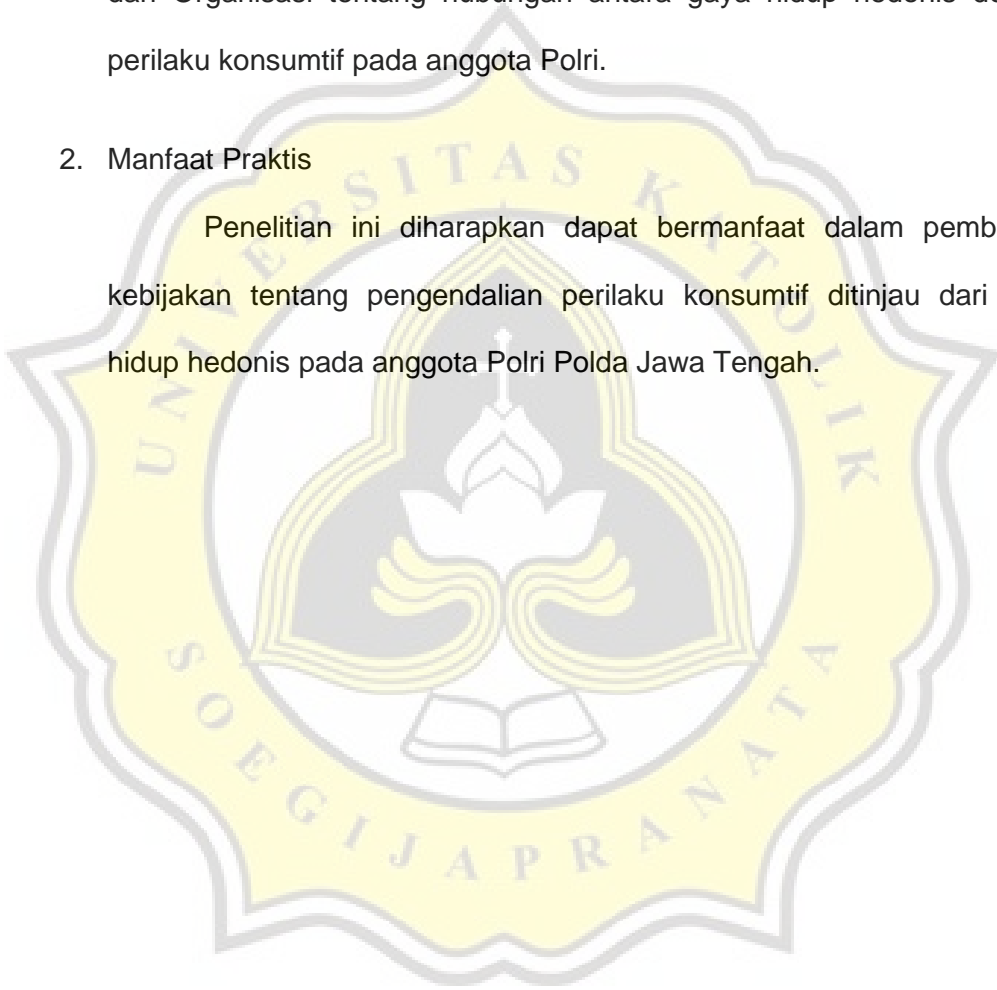 dan Organisasi tentang hubungan antara gaya hidup hedonis
perilaku konsumtif pada anggota Polri.
2. Manfaat Praktis
Penelitian ini diharapkan dapat bermanfaat dalam pemb
kebijakan tentang pengendalian perilaku konsumtif ditinjau dari
hidup hedonis pada anggota Polri Polda Jawa Tengah.
UNIVERSITAS KATOLIK
SOEGIJAPRANATA